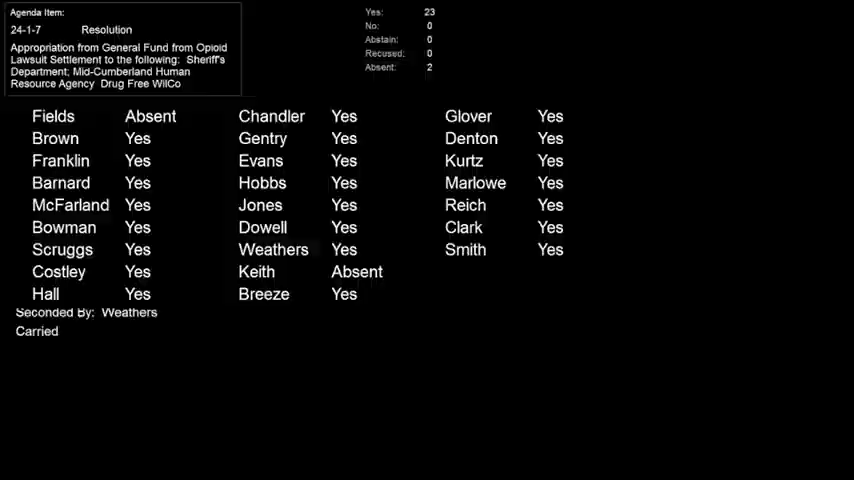 Agenda Item:
24-1-7 Resolution
Appropriation from General Fund from Opioid
Lawsuit Settlement to the following: Sheriff's
Department; Mid-Cumberland Human
Resource Agency Drug Free WilCo
Yes: 23
No: 0
Abstain: 0
Recused: 0
Absent: 2
Fields Absent Chandler Yes Glover Yes
Brown Yes Gentry Yes Denton Yes
Franklin Yes Evans Yes Kurtz Yes
Barnard Yes Hobbs Yes Marlowe Yes
McFarland Yes Jones Yes Reich Yes
Bowman Yes Dowell Yes Clark Yes
Scruggs Yes Weathers Yes Smith Yes
Costley Yes Keith Absent
Hall Yes Breeze Yes
Seconded By: Weathers
Carried